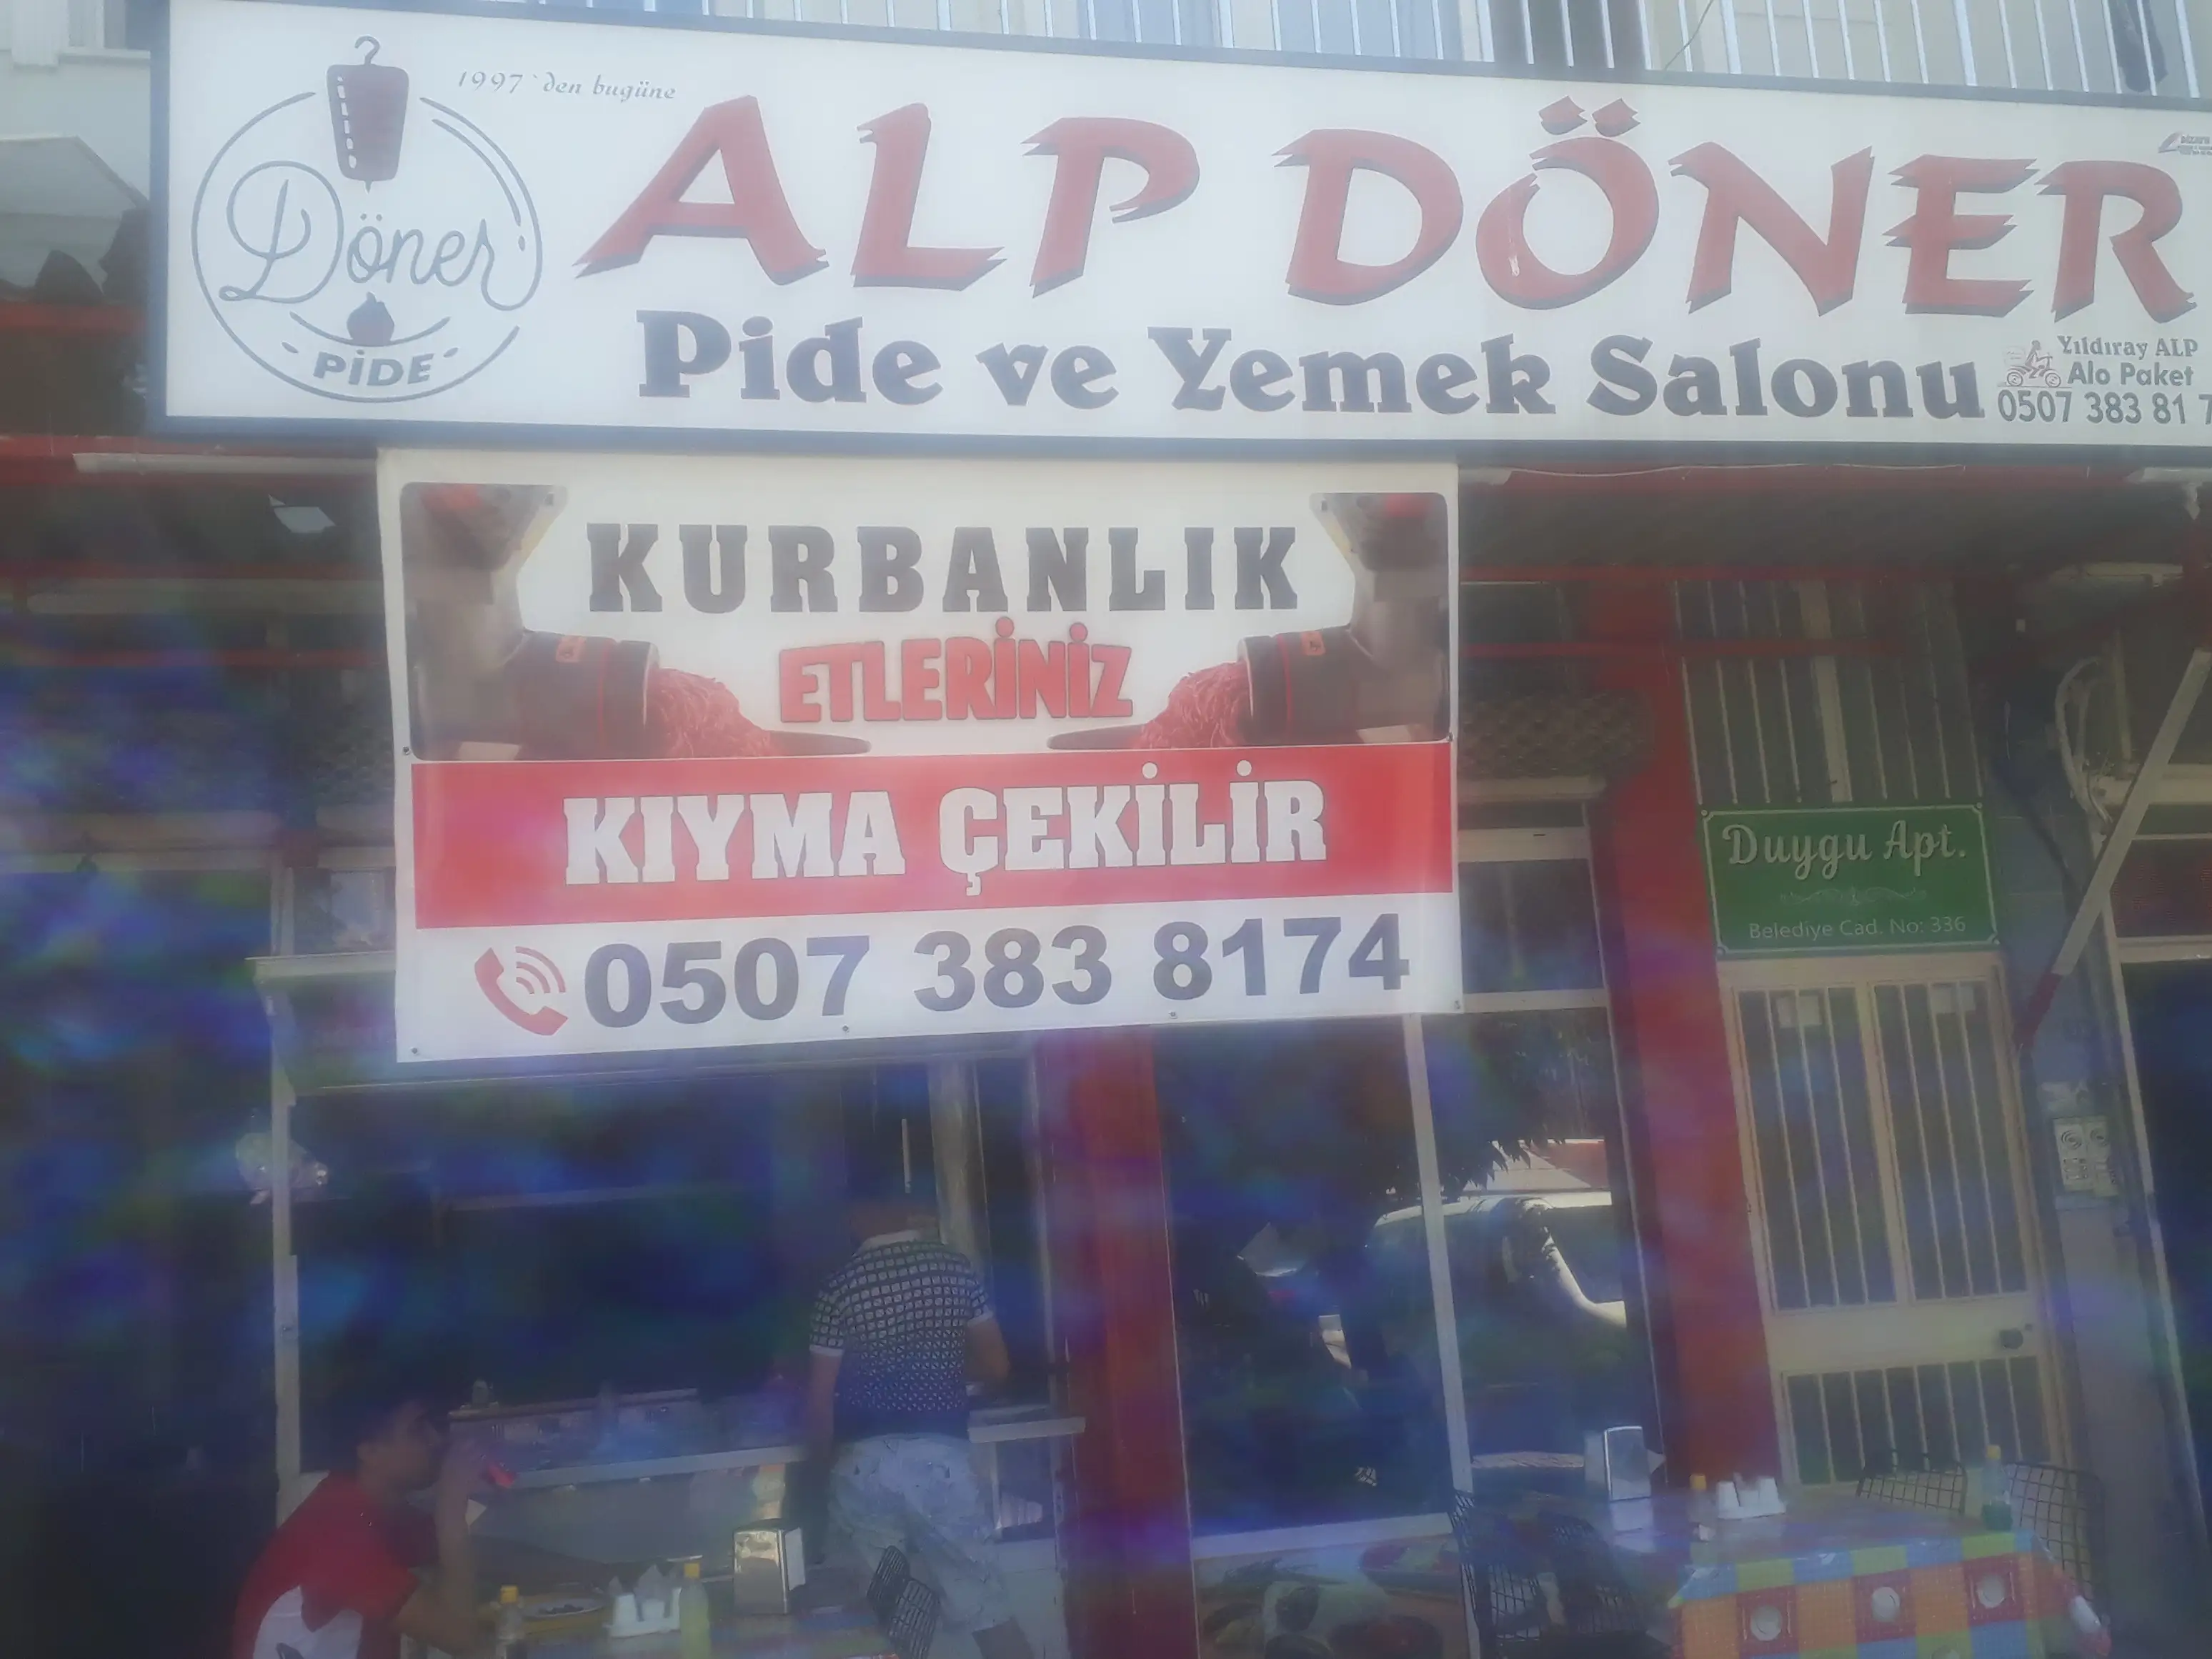 1997`den bugüne
ALP DÖNER
Döner
PİDE
Pide ve Yemek Salonu
Yıldıray ALP
Alo Paket
0507 383 81 7
KURBANLIK
ETLERİNİZ
KIYMA ÇEKİLİR
0507 383 8174
Duygu Apt.
Belediye Cad. No: 336